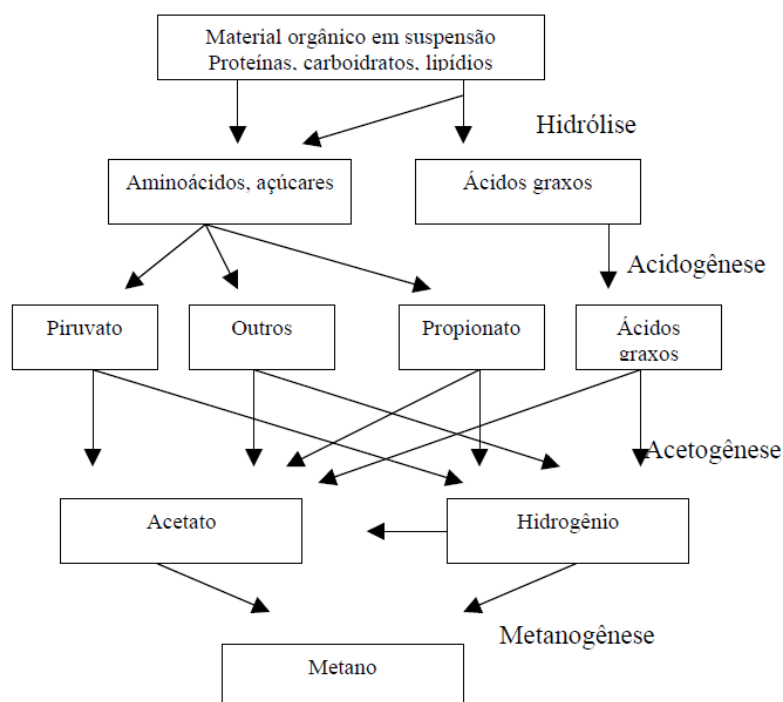 Material orgânico em suspensão
Proteínas, carboidratos, lipídios
Hidrólise
Aminoácidos, açúcares
Ácidos graxos
Acidogênese
Piruvato
Outros
Propionato
Ácidos
graxos
Acetogênese
Acetato
Hidrogênio
Metanogênese
Metano